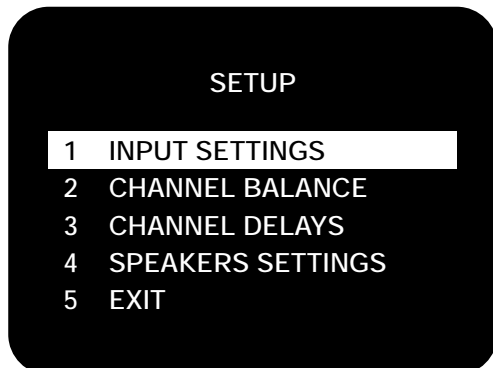 SETUP
1 INPUT SETTINGS
2 CHANNEL BALANCE
3 CHANNEL DELAYS
4 SPEAKERS SETTINGS
5 EXIT